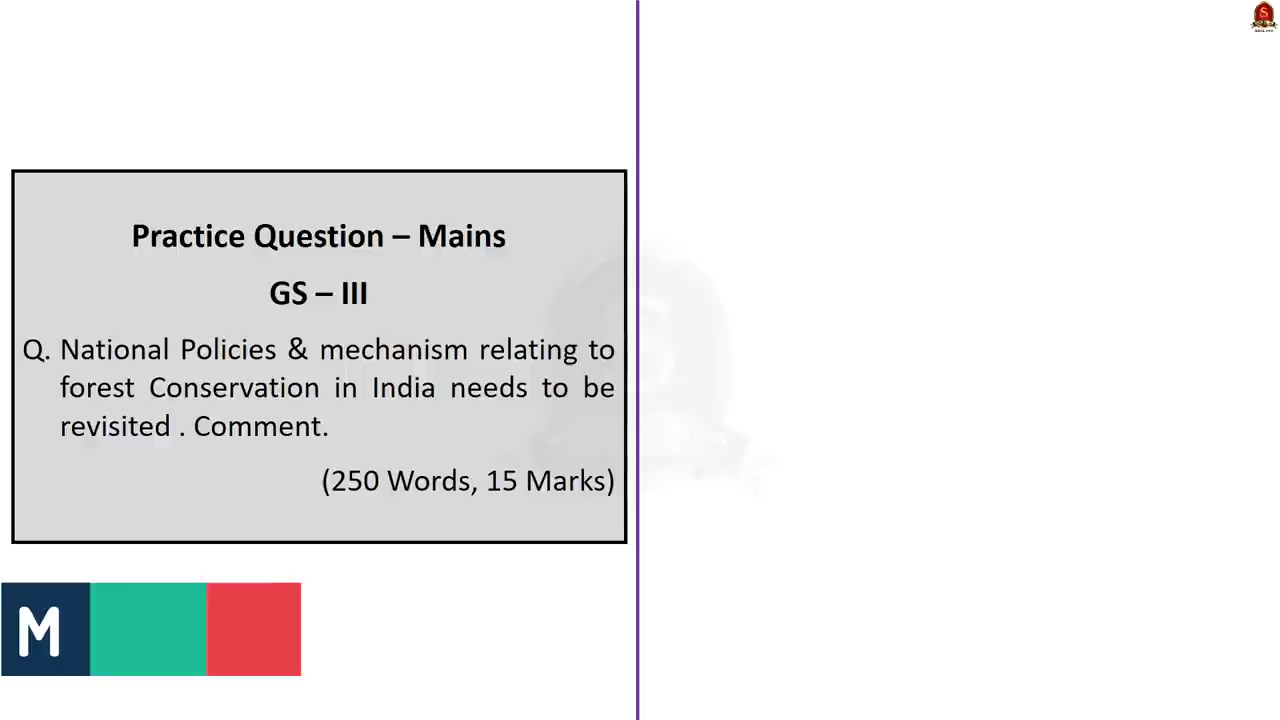 Practice Question – Mains
GS – III
Q. National Policies & mechanism relating to
forest Conservation in India needs to be
revisited . Comment.
(250 Words, 15 Marks)
M
S